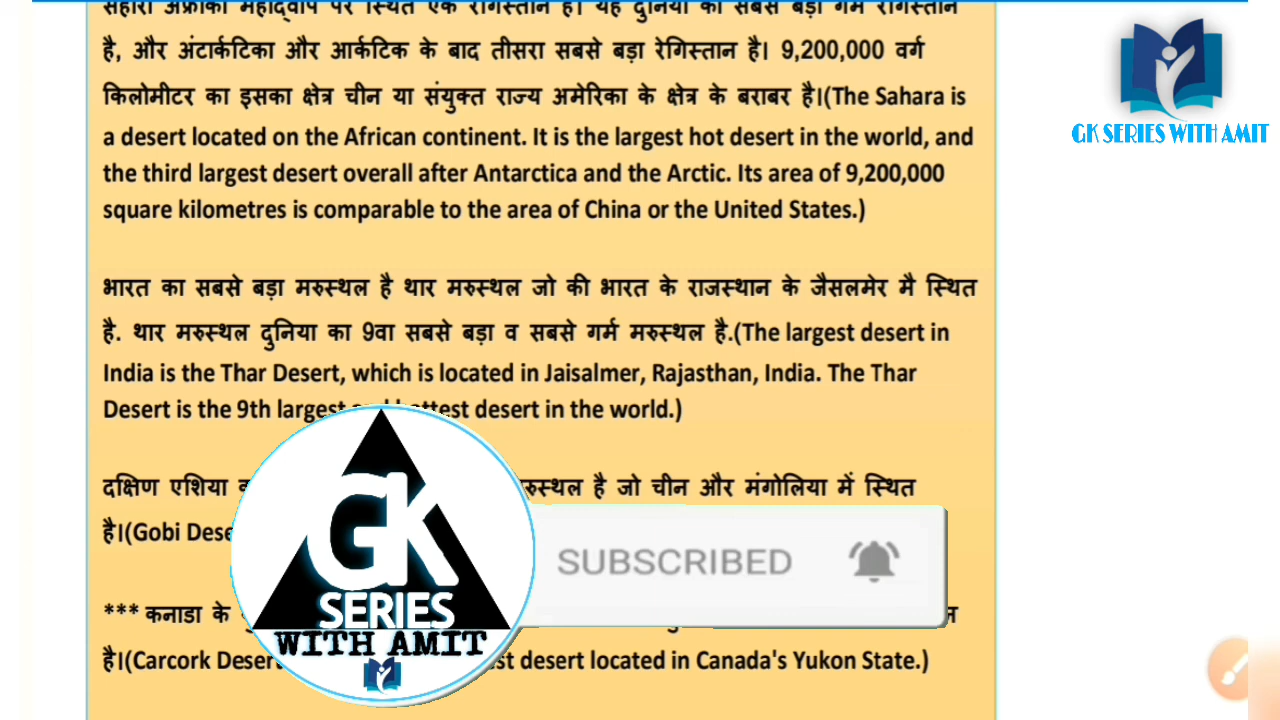 सहारा अफ्रीका महाद्वीप पर स्थित एक रेगिस्तान है। यह दुनिया का सबसे बड़ा गर्म रेगिस्तान
है, और अंटार्कटिका और आर्कटिक के बाद तीसरा सबसे बड़ा रेगिस्तान है। 9,200,000 वर्ग
किलोमीटर का इसका क्षेत्र चीन या संयुक्त राज्य अमेरिका के क्षेत्र के बराबर है।(The Sahara is
a desert located on the African continent. It is the largest hot desert in the world, and
the third largest desert overall after Antarctica and the Arctic. Its area of 9,200,000
square kilometres is comparable to the area of China or the United States.)
GK SERIES WITH AMIT
भारत का सबसे बड़ा मरुस्थल है थार मरुस्थल जो की भारत के राजस्थान के जैसलमेर मै स्थित
है. थार मरुस्थल दुनिया का 9वा सबसे बड़ा व सबसे गर्म मरुस्थल है.(The largest desert in
India is the Thar Desert, which is located in Jaisalmer, Rajasthan, India. The Thar
Desert is the 9th largest and hottest desert in the world.)
दक्षिण एशिया मरुस्थल है जो चीन और मंगोलिया में स्थित
है।(Gobi
*** कनाडा के
है।(Carcork desert located in Canada's Yukon State.)
GK
SERIES
WITH AMIT
SUBSCRIBED